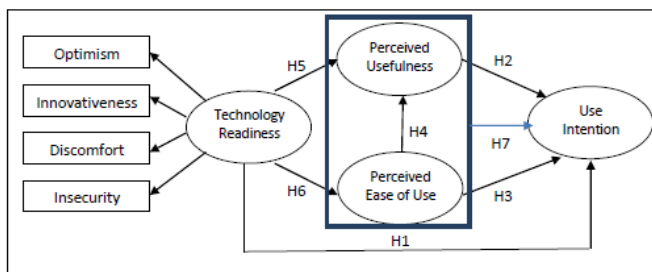 Optimism
Innovativeness
Discomfort
Insecurity
Technology
Readiness
H5
H6
Perceived
Usefulness
H4
Perceived
Ease of Use
H2
H7
H3
Use
Intention
H1